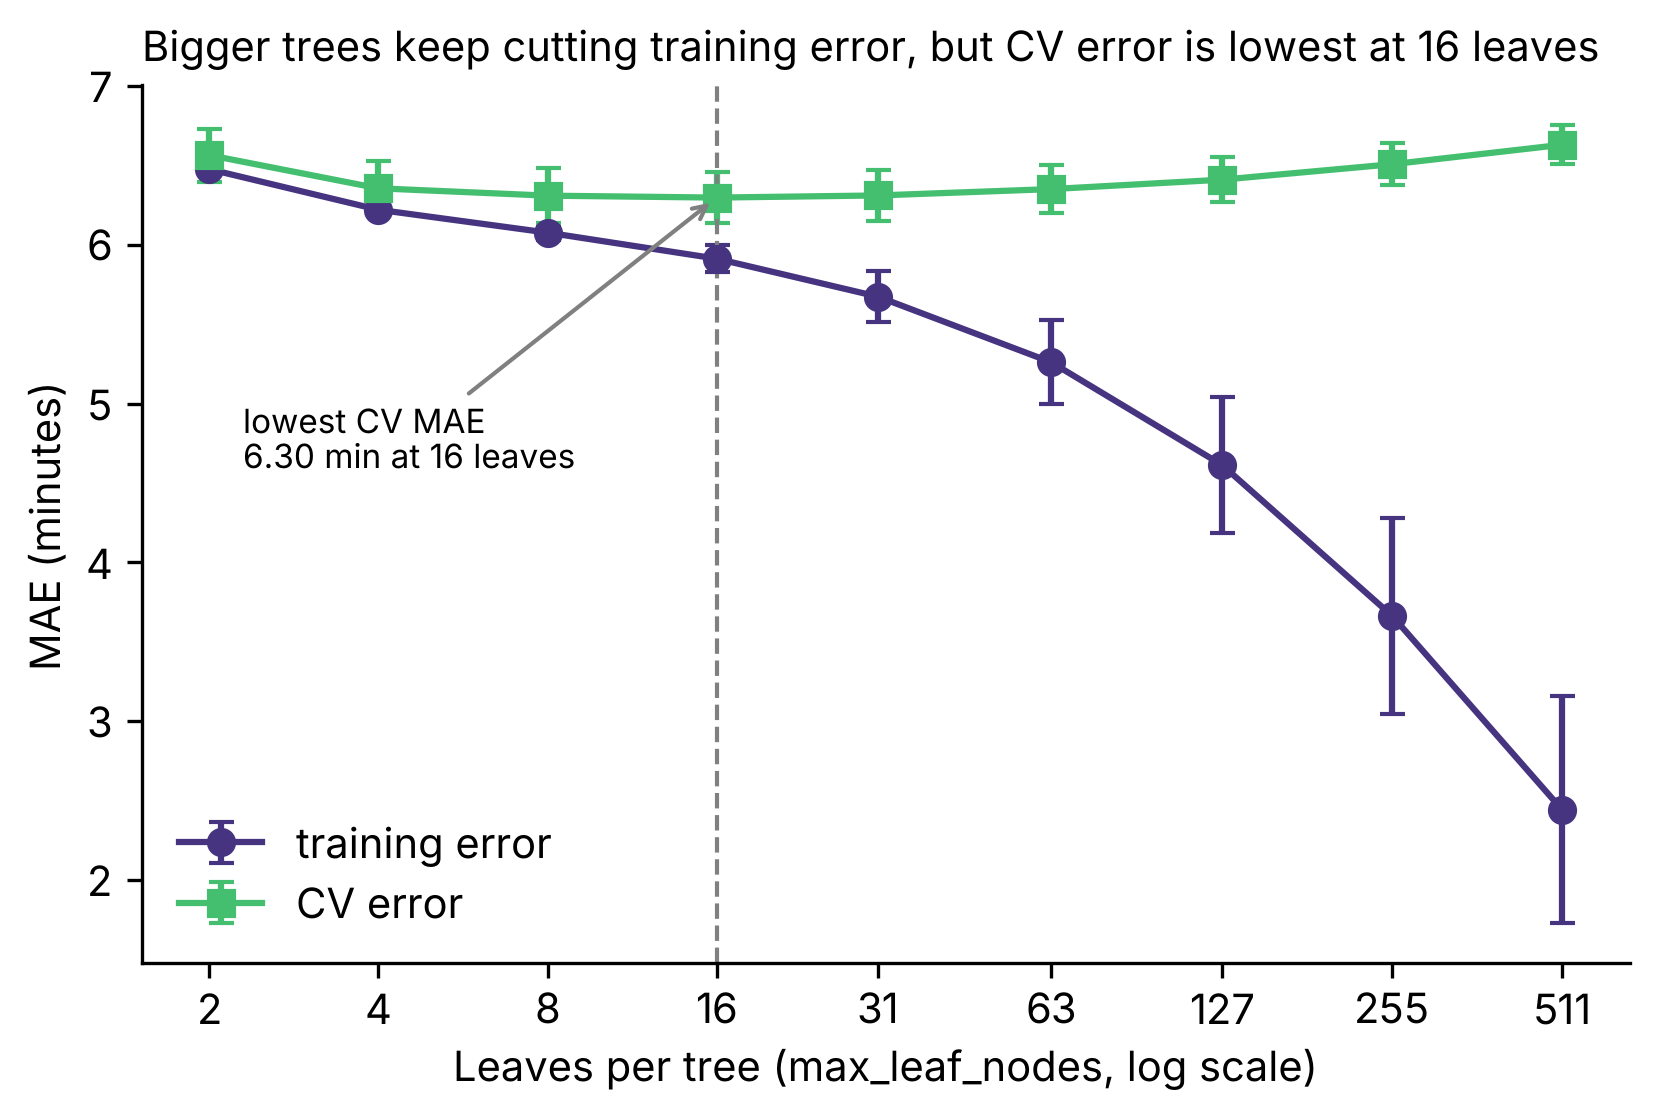 Bigger trees keep cutting training error, but CV error is lowest at 16 leaves
7
6
5
4
3
2
MAE (minutes)
lowest CV MAE
6.30 min at 16 leaves
training error
CV error
2 4 8 16 31 63 127 255 511
Leaves per tree (max_leaf_nodes, log scale)